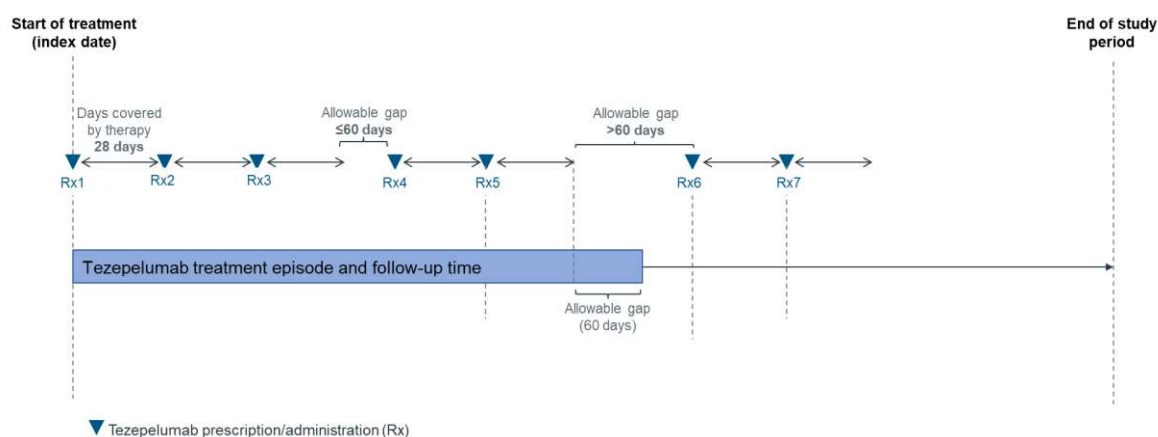 Start of treatment
(index date)
End of study
period
Days covered
by therapy
28 days
Allowable gap
≤60 days
Allowable gap
>60 days
Rx1
Rx2
Rx3
Rx4
Rx5
Rx6
Rx7
Tezepelumab treatment episode and follow-up time
Allowable gap
(60 days)
Tezepelumab prescription/administration (Rx)